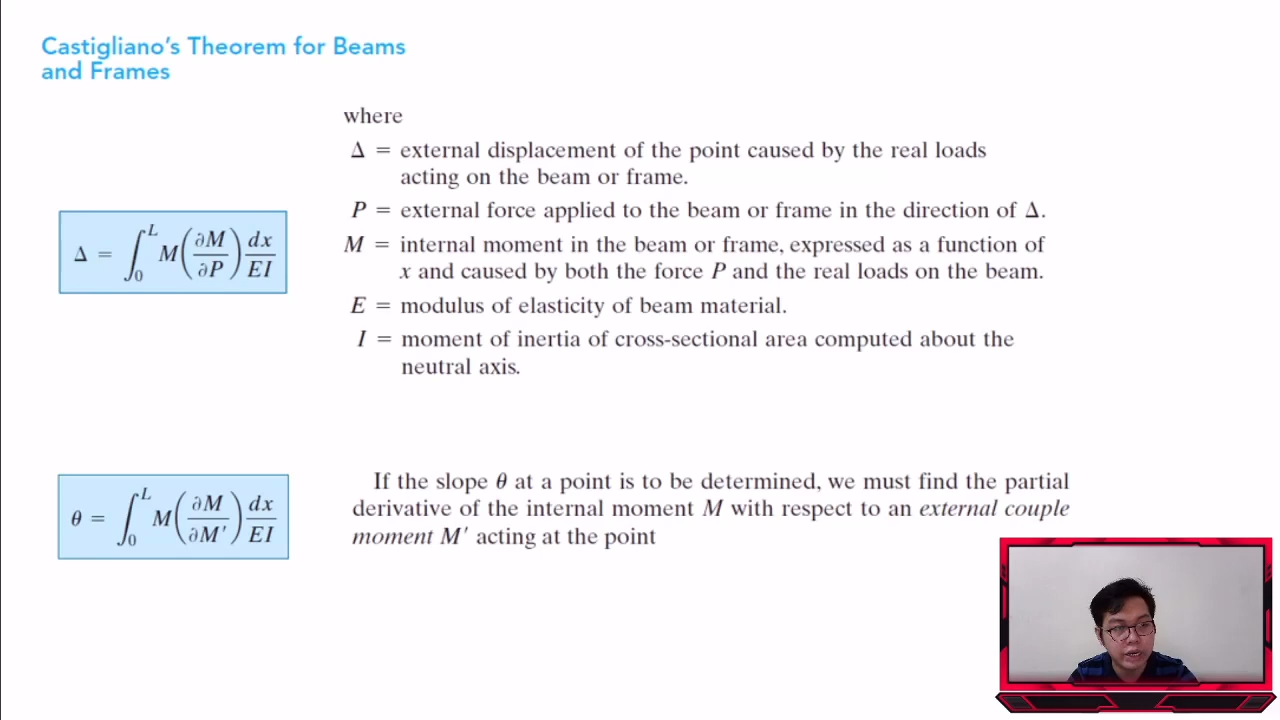 Castigliano's Theorem for Beams
and Frames
where
Δ = external displacement of the point caused by the real loads
acting on the beam or frame.
P = external force applied to the beam or frame in the direction of Δ.
M = internal moment in the beam or frame, expressed as a function of
x and caused by both the force P and the real loads on the beam.
E = modulus of elasticity of beam material.
I = moment of inertia of cross-sectional area computed about the
neutral axis.
Δ = ∫₀ᴸ M(∂M/∂P) dx/EI
If the slope θ at a point is to be determined, we must find the partial
derivative of the internal moment M with respect to an external couple
moment M′ acting at the point
θ = ∫₀ᴸ M(∂M/∂M′) dx/EI